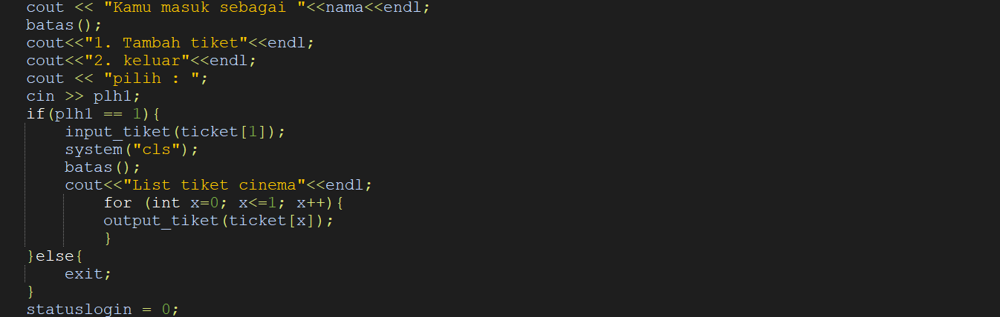 cout << "Kamu masuk sebagai "<<nama<<endl;
batas();
cout<<"1. Tambah tiket"<<endl;
cout<<"2. keluar"<<endl;
cout << "pilih : ";
cin >> plh1;
if(plh1 == 1){
input_tiket(ticket[1]);
system("cls");
batas();
cout<<"List tiket cinema"<<endl;
for (int x=0; x<=1; x++){
output_tiket(ticket[x]);
}
}else{
exit;
}
statuslogin = 0;